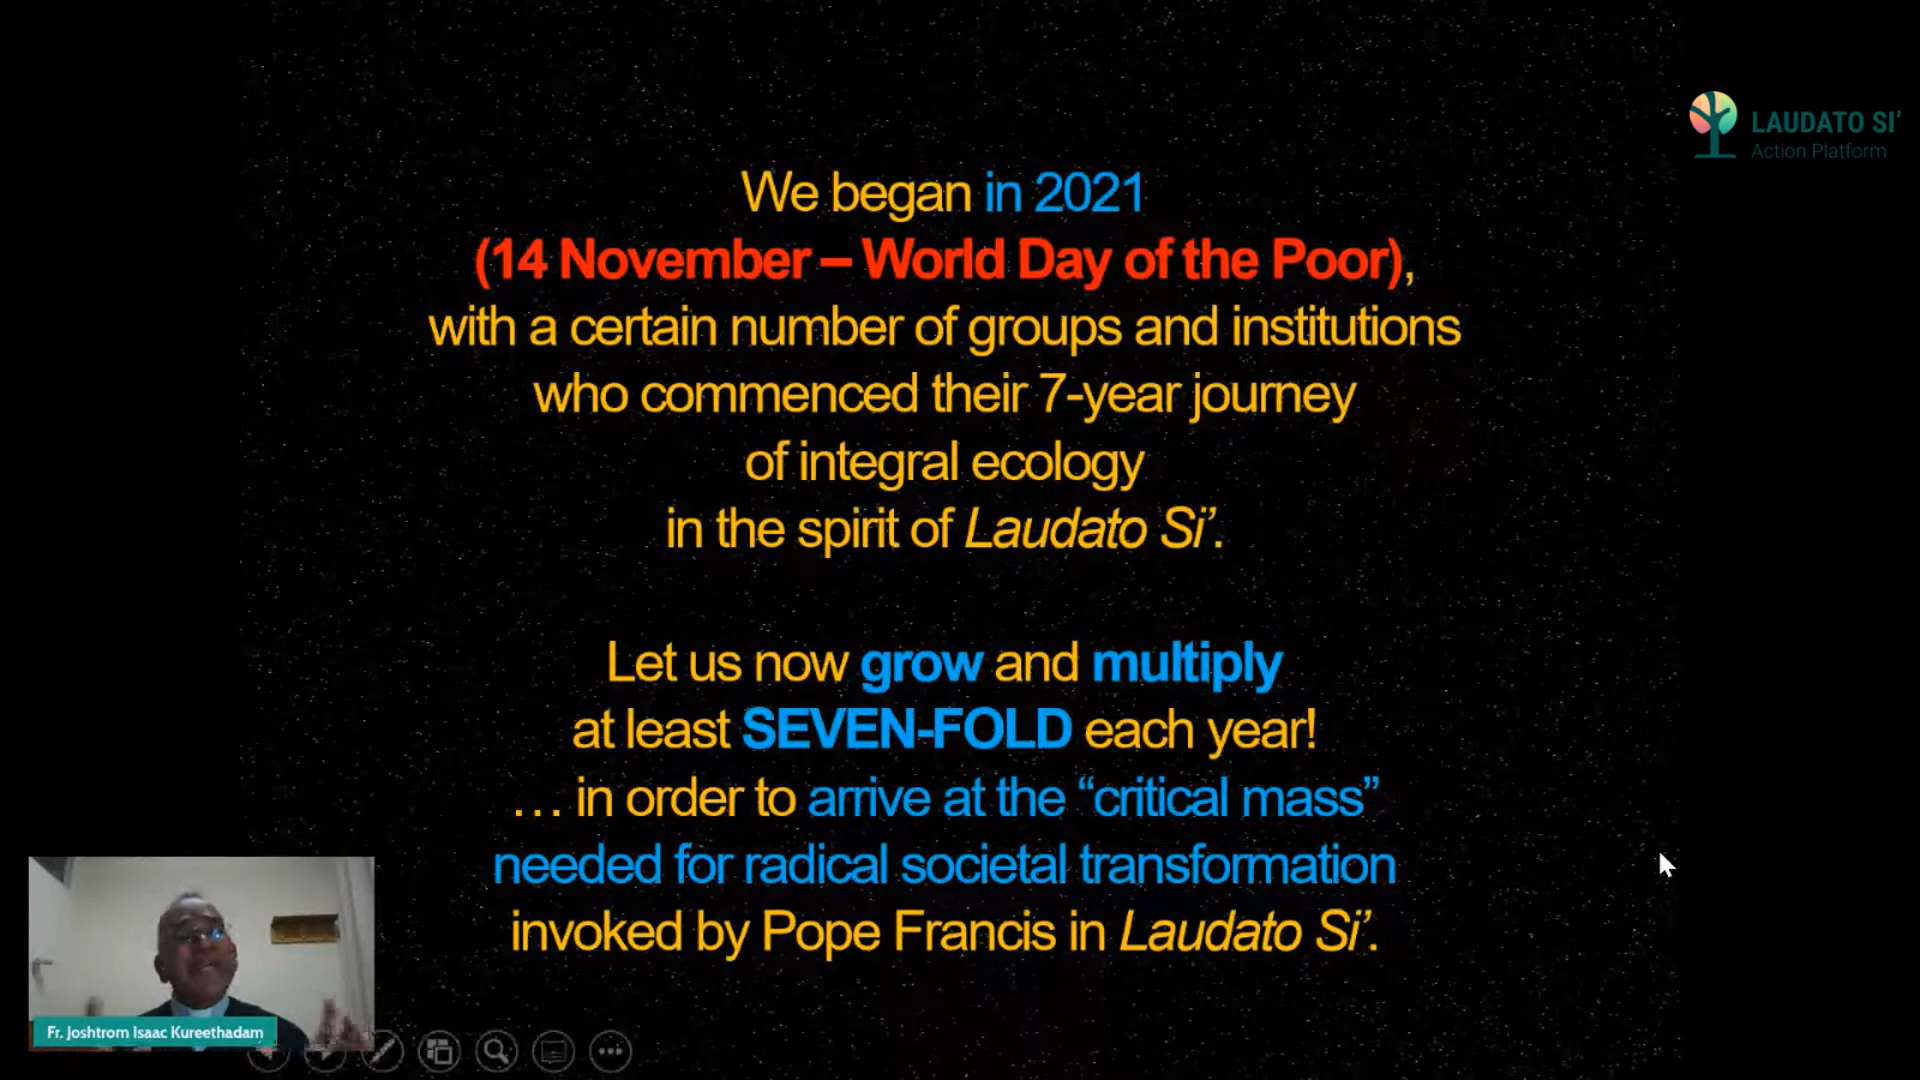 LAUDATO SI’
Action Platform
We began in 2021
(14 November – World Day of the Poor),
with a certain number of groups and institutions
who commenced their 7-year journey
of integral ecology
in the spirit of Laudato Si’.
Let us now grow and multiply
at least SEVEN-FOLD each year!
… in order to arrive at the “critical mass”
needed for radical societal transformation
invoked by Pope Francis in Laudato Si’.
Fr. Joshtrom Isaac Kureethadam